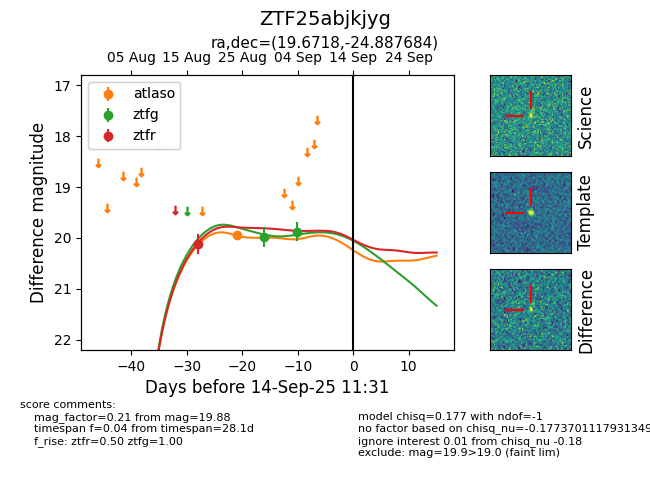 ZTF25abjkjyg
ra,dec=(19.6718,-24.887684)
05 Aug 15 Aug 25 Aug 04 Sep 14 Sep 24 Sep
atlaso
ztfg
ztfr
17
18
19
20
21
22
Difference magnitude
−40 −30 −20 −10 0 10
Days before 14-Sep-25 11:31
Science
Template
Difference
score comments:
mag_factor=0.21 from mag=19.88
timespan f=0.04 from timespan=28.1d
f_rise: ztfr=0.50 ztfg=1.00
model chisq=0.177 with ndof=-1
no factor based on chisq_nu=-0.1773701117931349
ignore interest 0.01 from chisq_nu -0.18
exclude: mag=19.9>19.0 (faint lim)